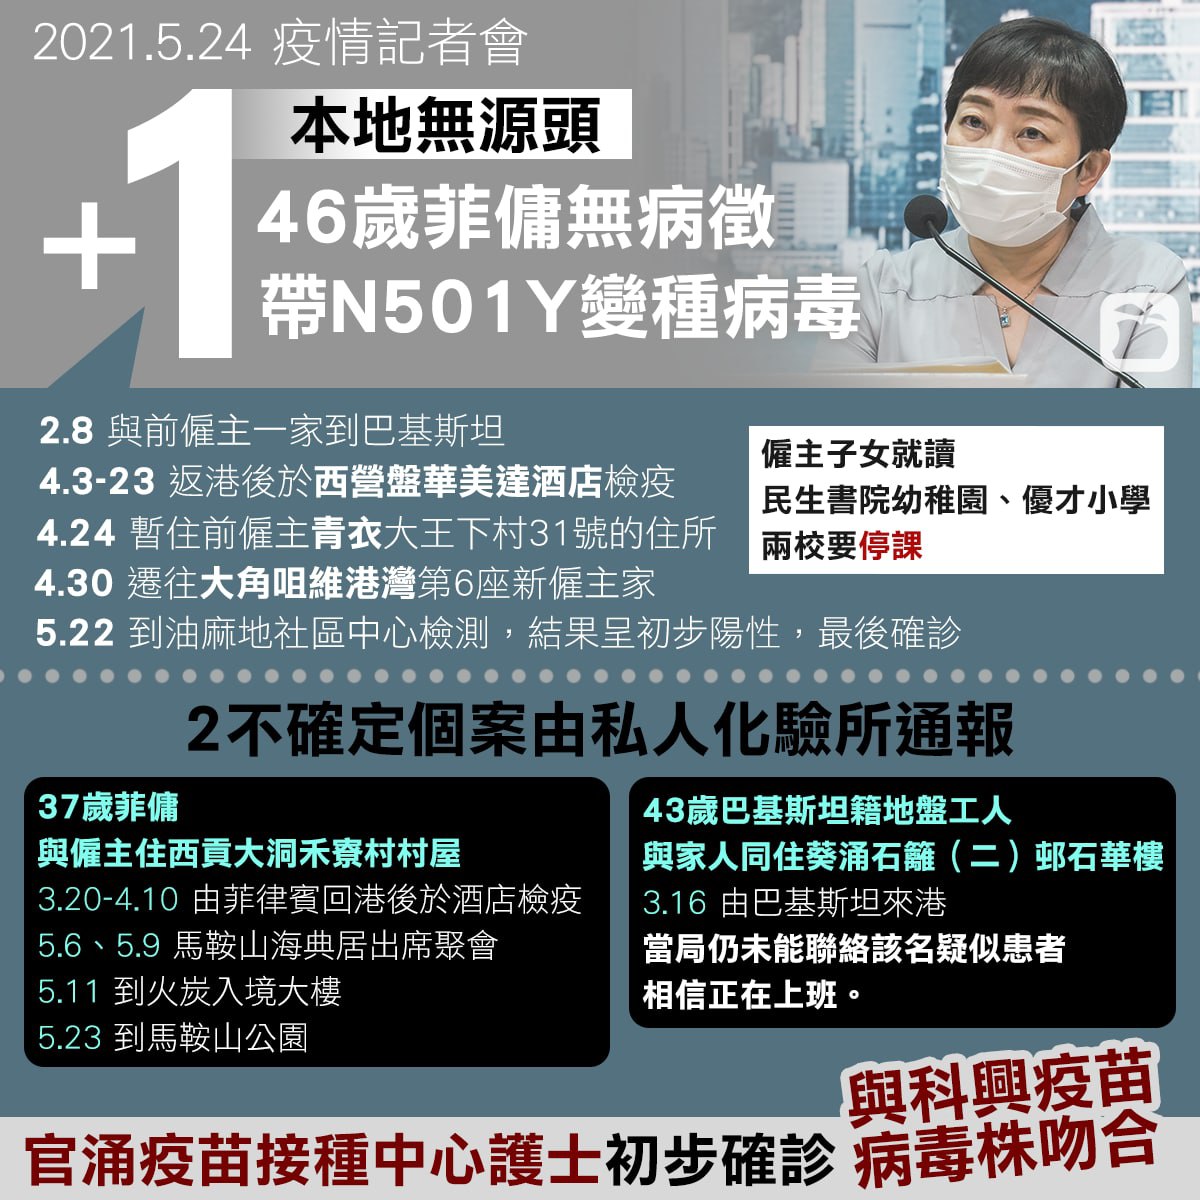 2021.5.24 疫情記者會
+1
本地無源頭
46歲菲傭無病徵
帶N501Y變種病毒
2.8 與前僱主一家到巴基斯坦
4.3-23 返港後於西營盤華美達酒店檢疫
4.24 暫住前僱主青衣大王下村31號的住所
4.30 遷往大角咀維港灣第6座新僱主家
5.22 到油麻地社區中心檢測，結果呈初步陽性，最後確診
僱主子女就讀
民生書院幼稚園、優才小學
兩校要停課
2不確定個案由私人化驗所通報
37歲菲傭
與僱主住西貢大洞禾寮村村屋
3.20-4.10 由菲律賓回港後於酒店檢疫
5.6、5.9 馬鞍山海典居出席聚會
5.11 到火炭入境大樓
5.23 到馬鞍山公園
43歲巴基斯坦籍地盤工人
與家人同住葵涌石籬（二）邨石華樓
3.16 由巴基斯坦來港
當局仍未能聯絡該名疑似患者
相信正在上班。
官涌疫苗接種中心護士初步確診
與科興疫苗
病毒株吻合